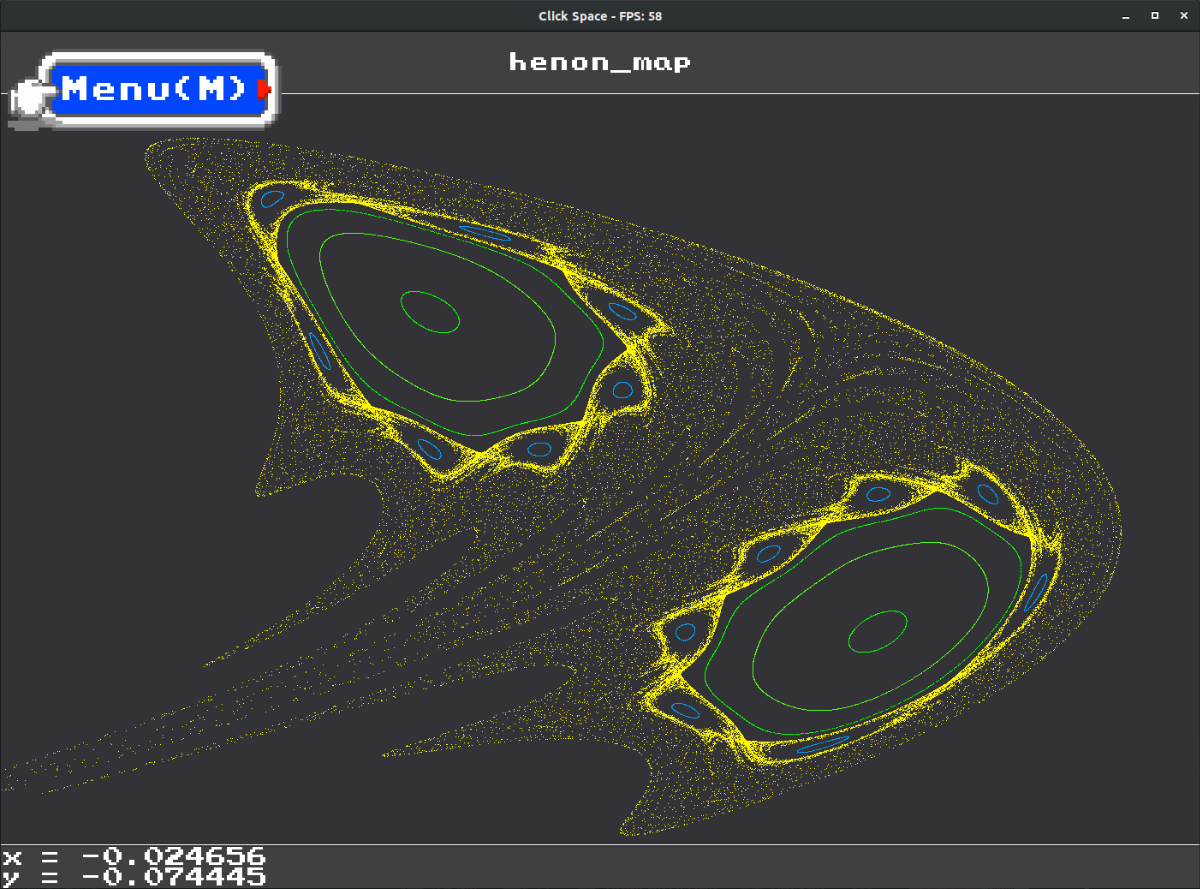 Click Space - FPS: 58
henon_map
Menu(M)
x = -0.024656
y = -0.074445